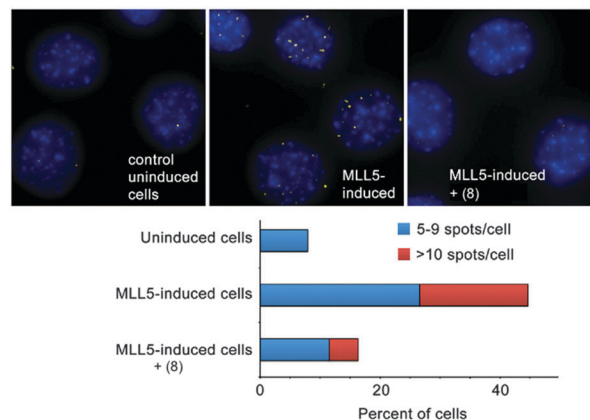 control
uninduced
cells
MLL5-
induced
MLL5-induced
+ (8)
5-9 spots/cell
>10 spots/cell
Uninduced cells
MLL5-induced cells
MLL5-induced cells
+ (8)
0 20 40
Percent of cells